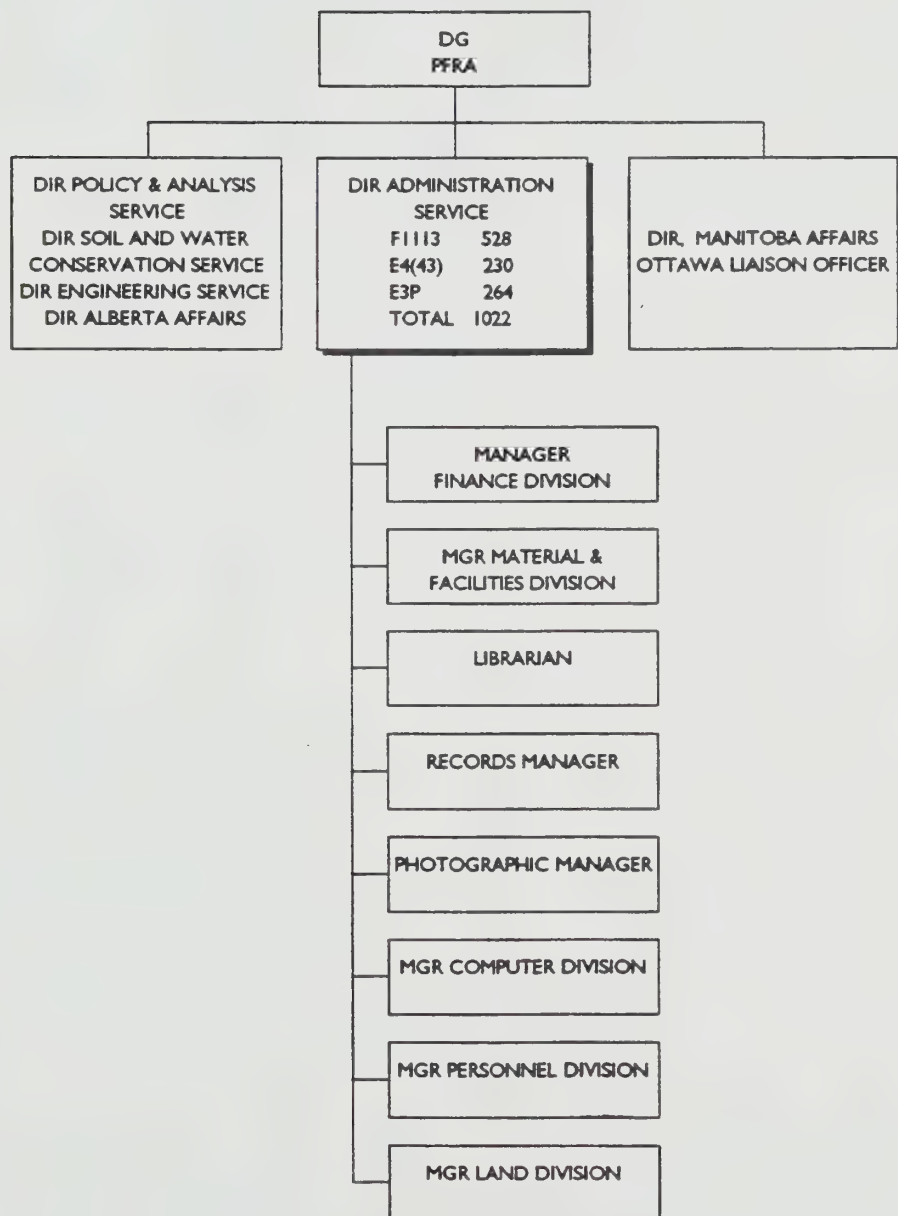 DG
PFRA
DIR POLICY & ANALYSIS
SERVICE
DIR SOIL AND WATER
CONSERVATION SERVICE
DIR ENGINEERING SERVICE
DIR ALBERTA AFFAIRS
DIR ADMINISTRATION
SERVICE
F1113 528
E4(43) 230
E3P 264
TOTAL 1022
DIR, MANITOBA AFFAIRS
OTTAWA LIAISON OFFICER
MANAGER
FINANCE DIVISION
MGR MATERIAL &
FACILITIES DIVISION
LIBRARIAN
RECORDS MANAGER
PHOTOGRAPHIC MANAGER
MGR COMPUTER DIVISION
MGR PERSONNEL DIVISION
MGR LAND DIVISION